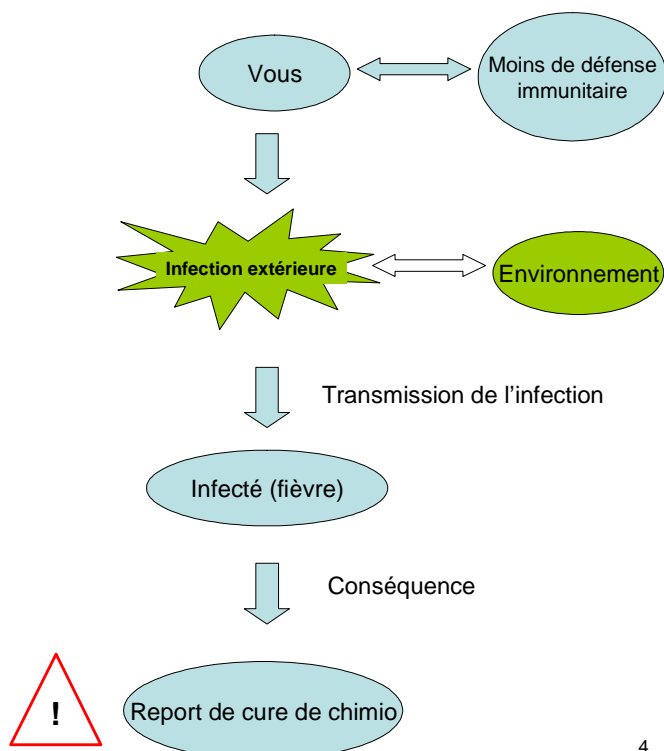 Vous
Moins de défense
immunitaire
Infection extérieure
Environnement
Transmission de l’infection
Infecté (fièvre)
Conséquence
!
Report de cure de chimio
4